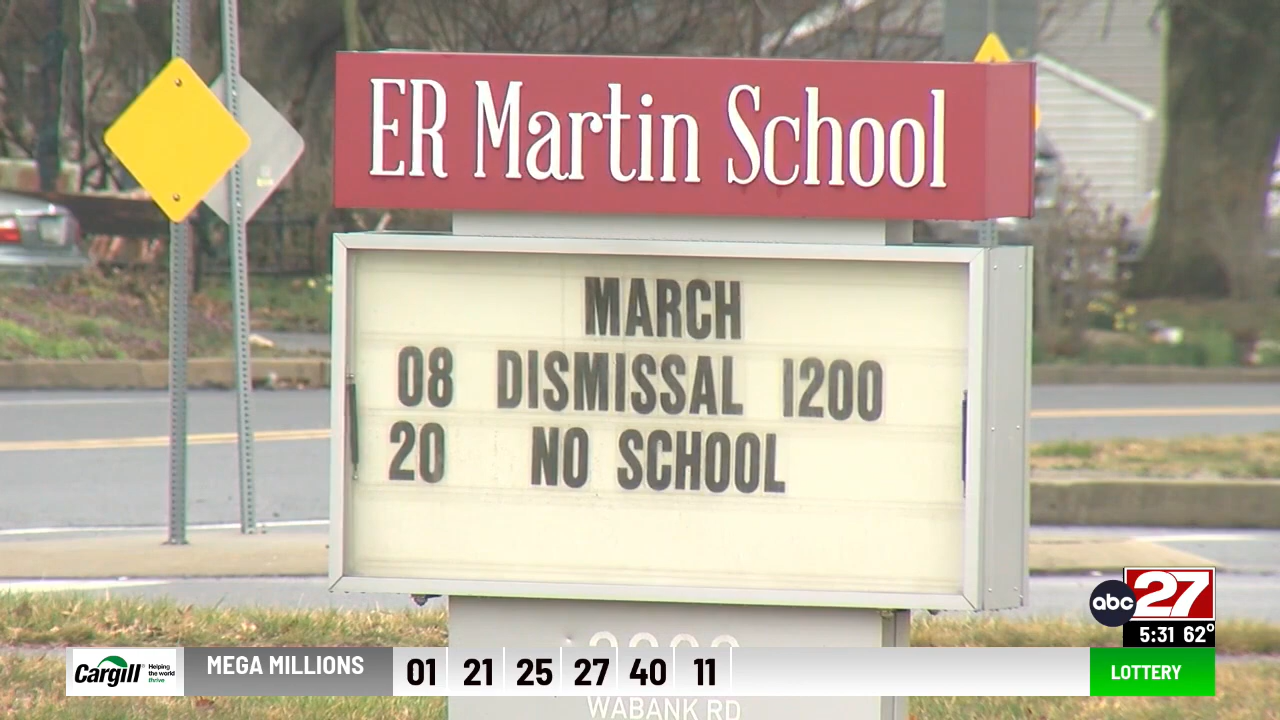 ER Martin School
MARCH
08 DISMISSAL 1200
20 NO SCHOOL
WABANK RD
abc 27
5:31 62°
Cargill Helping the world thrive
MEGA MILLIONS 01 21 25 27 40 11
LOTTERY